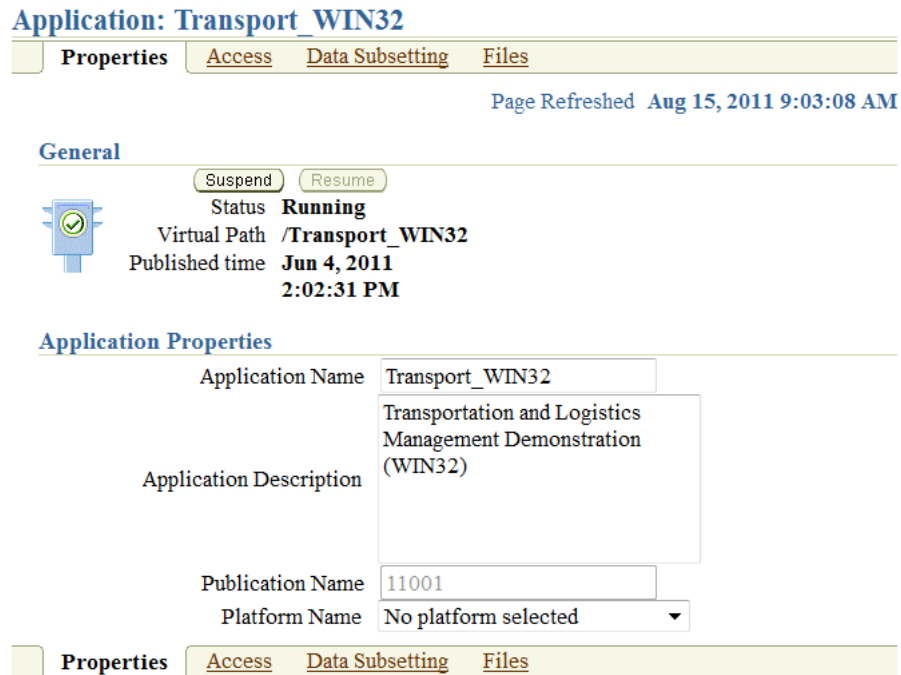 Application: Transport_WIN32
Properties Access Data Subsetting Files
Page Refreshed Aug 15, 2011 9:03:08 AM
General
Suspend Resume
Status Running
Virtual Path /Transport_WIN32
Published time Jun 4, 2011
2:02:31 PM
Application Properties
Application Name Transport_WIN32
Application Description Transportation and Logistics
Management Demonstration
(WIN32)
Publication Name 11001
Platform Name No platform selected
Properties Access Data Subsetting Files